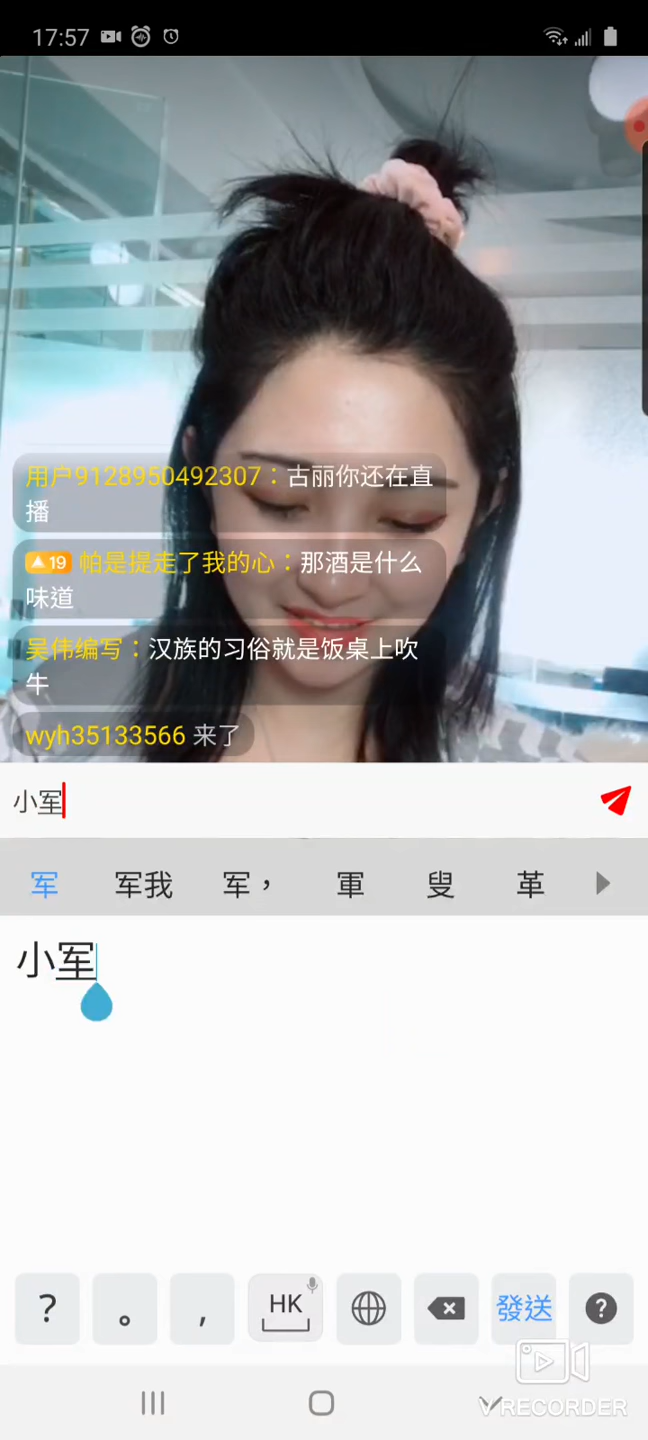 17:57
用户9128950492307：古丽你还在直
播
19 帕是提走了我的心：那酒是什么
味道
吴伟编写：汉族的习俗就是饭桌上吹
牛
wyh35133566 来了
小军
军 军我 军， 軍 叟 革
小军
? 。 , HK 發送 ?
V RECORDER